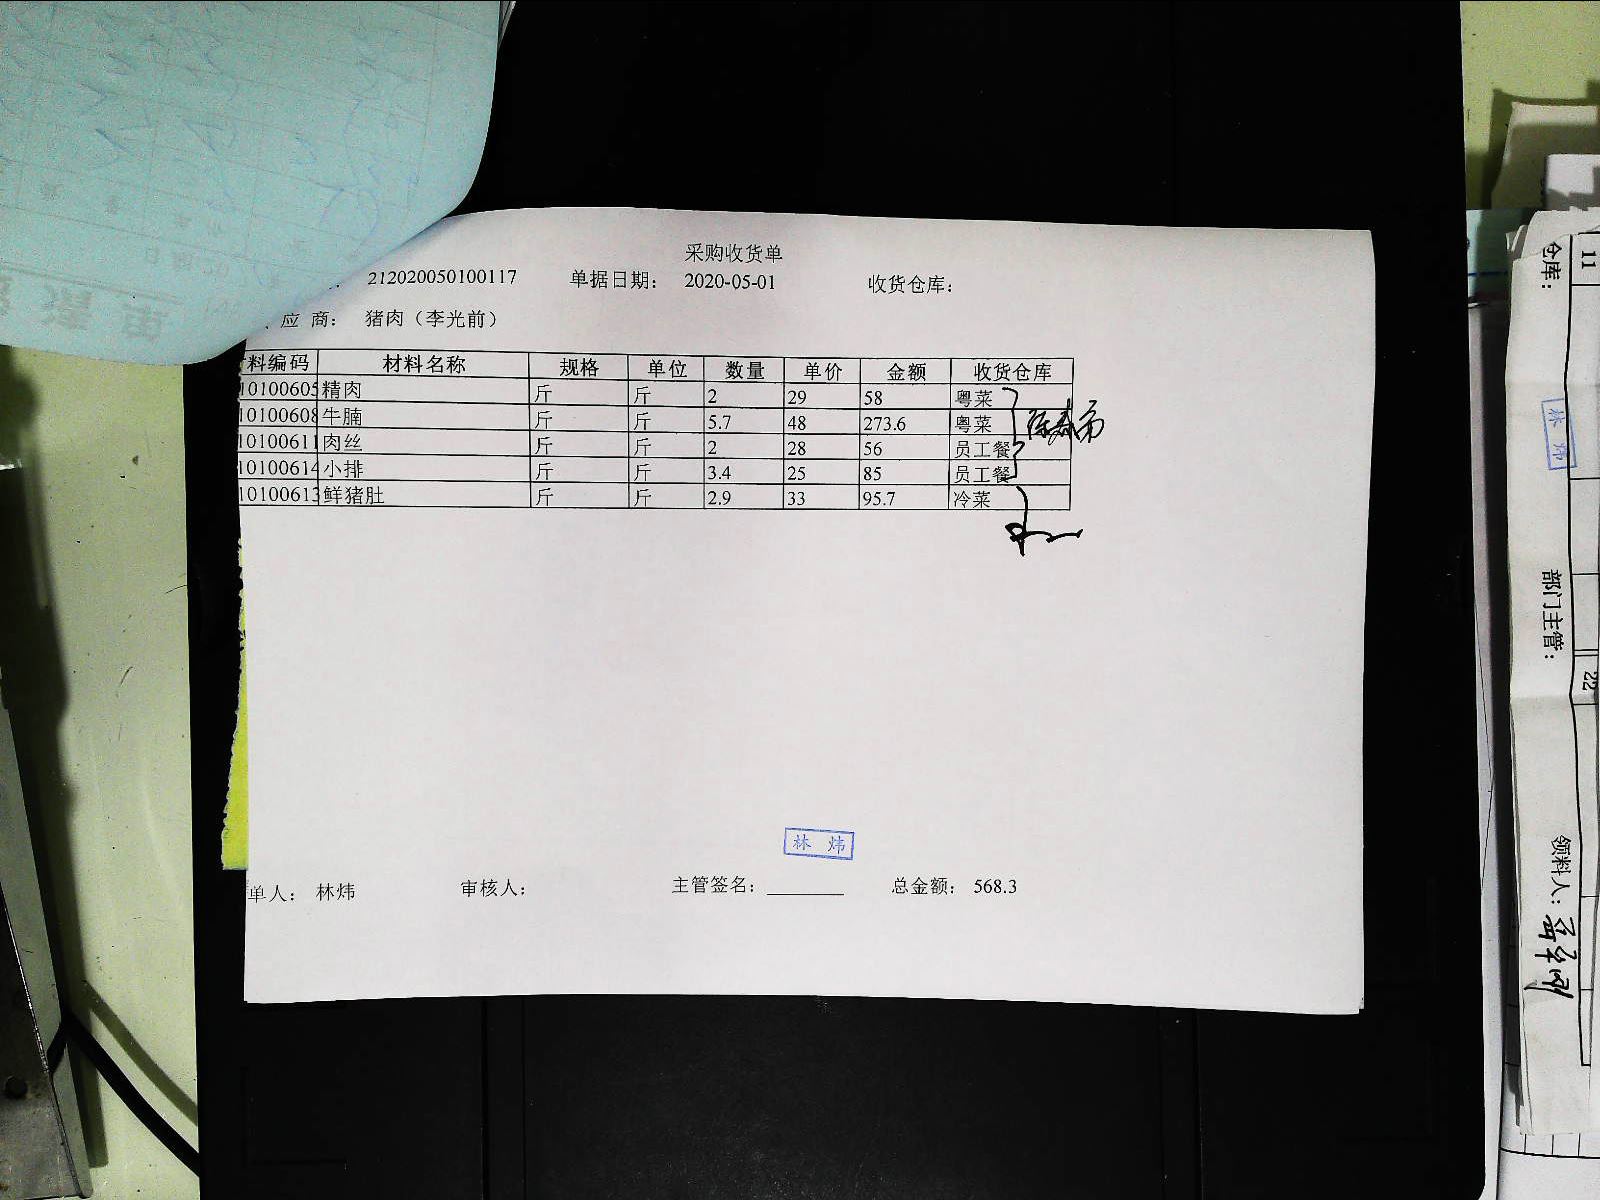 采购收货单
212020050100117 单据日期: 2020-05-01 收货仓库:
应 商: 猪肉（李光前）
料编码 材料名称 规格 单位 数量 单价 金额 收货仓库
10100605 精肉 斤 斤 2 29 58 粤菜
10100608 牛腩 斤 斤 5.7 48 273.6 粤菜
10100611 肉丝 斤 斤 2 28 56 员工餐
10100614 小排 斤 斤 3.4 25 85 员工餐
10100613 鲜猪肚 斤 斤 2.9 33 95.7 冷菜
林 炜
单人: 林炜 审核人: 主管签名: 总金额: 568.3
11
仓库:
林 炜
部门主管:
22
领料人: